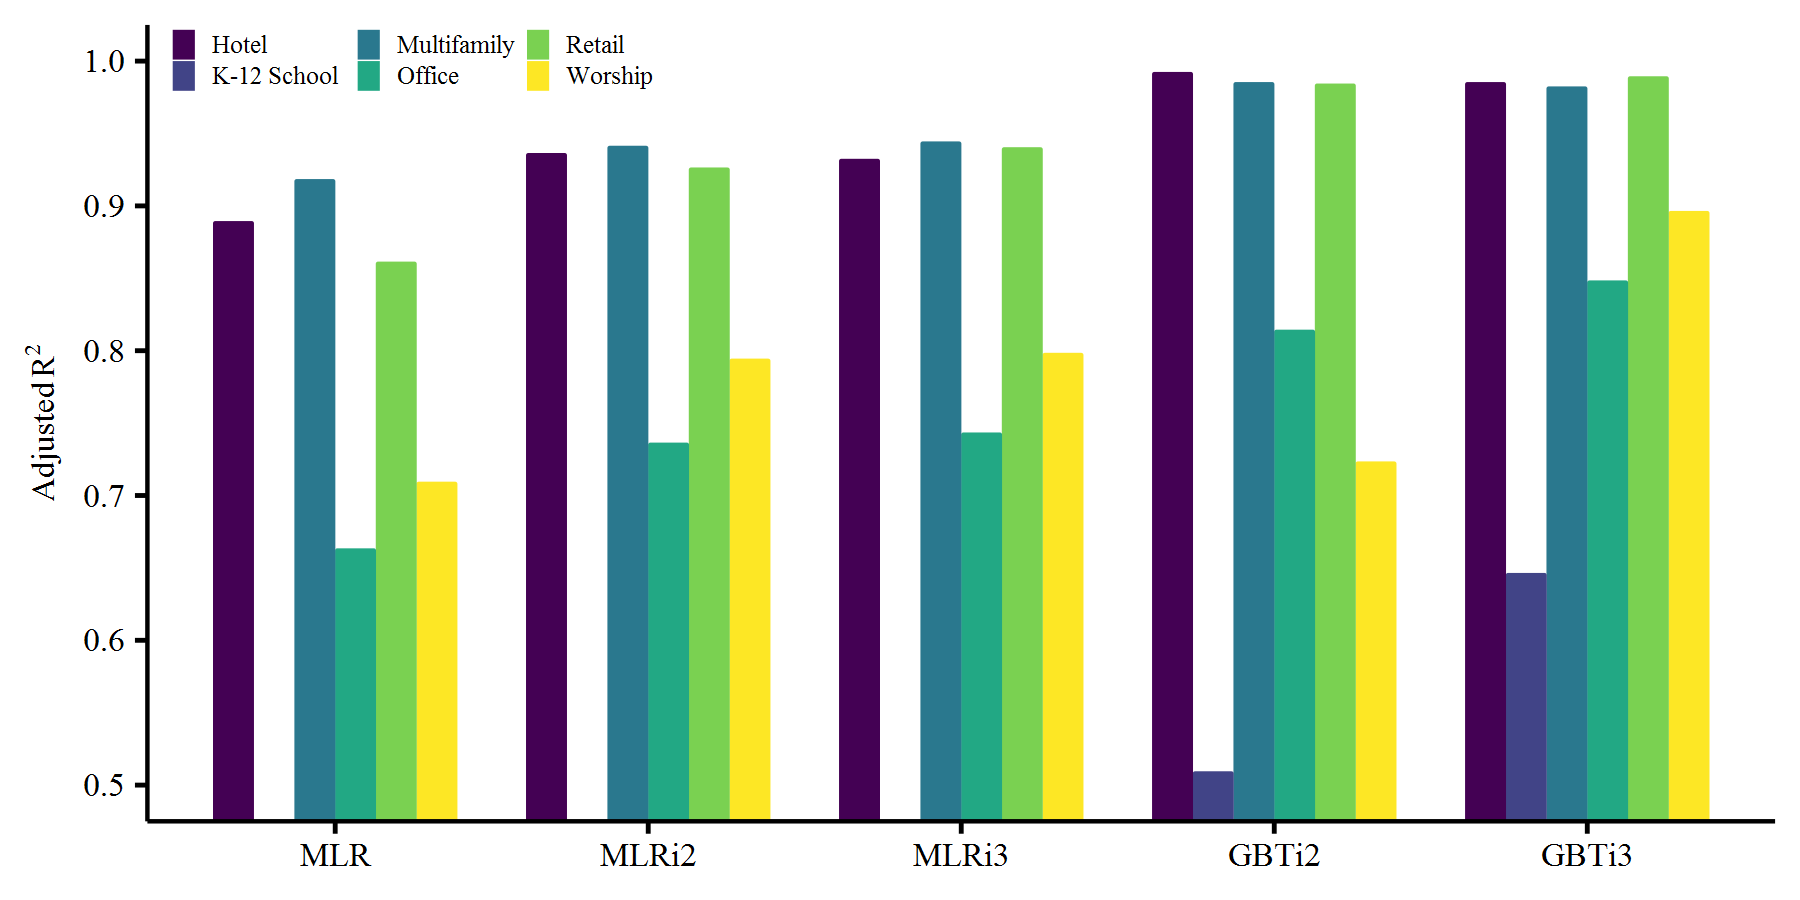 Hotel
Multifamily
Retail
K-12 School
Office
Worship
1.0
0.9
0.8
0.7
0.6
0.5
Adjusted R²
MLR
MLRi2
MLRi3
GBTi2
GBTi3